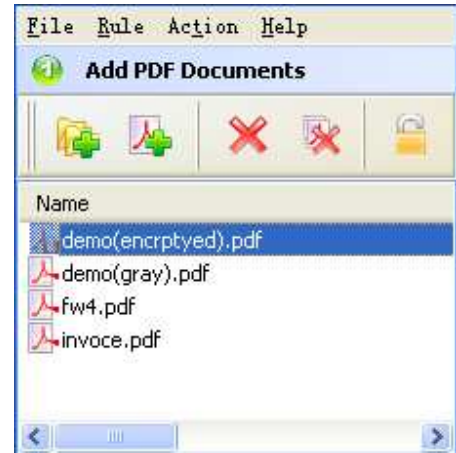 File Rule Action Help
Add PDF Documents
Name
demo(encrptyed).pdf
demo(gray).pdf
fw4.pdf
invoce.pdf